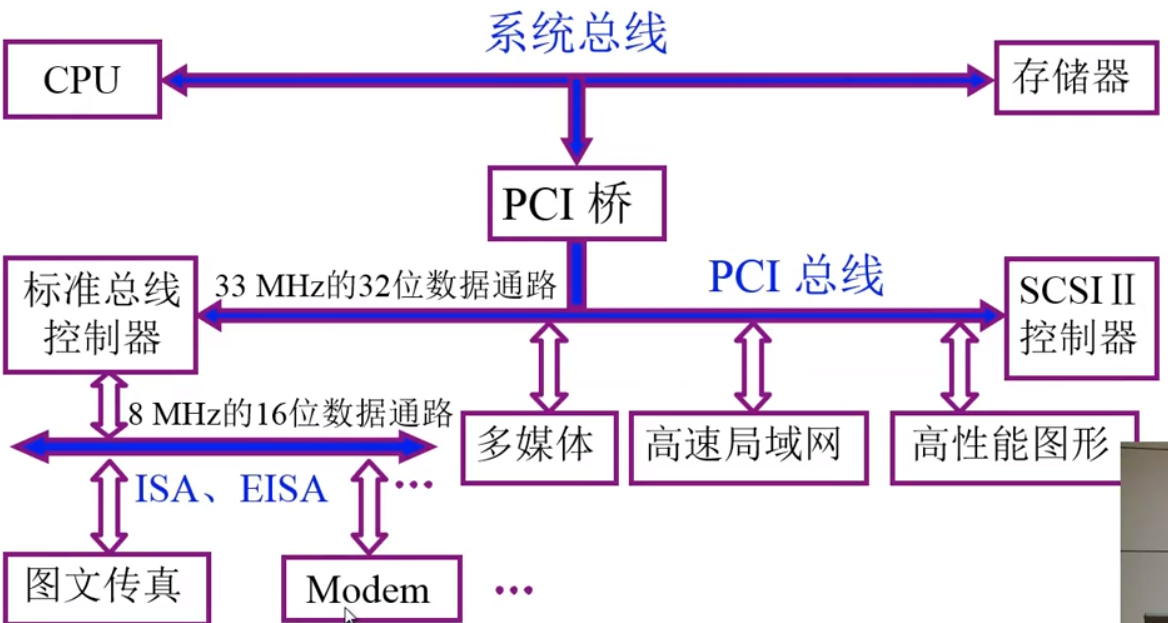 系统总线
CPU
存储器
PCI 桥
标准总线
控制器
33 MHz的32位数据通路
PCI 总线
SCSI Ⅱ
控制器
8 MHz的16位数据通路
多媒体
高速局域网
高性能图形
ISA、EISA
…
图文传真
Modem
…